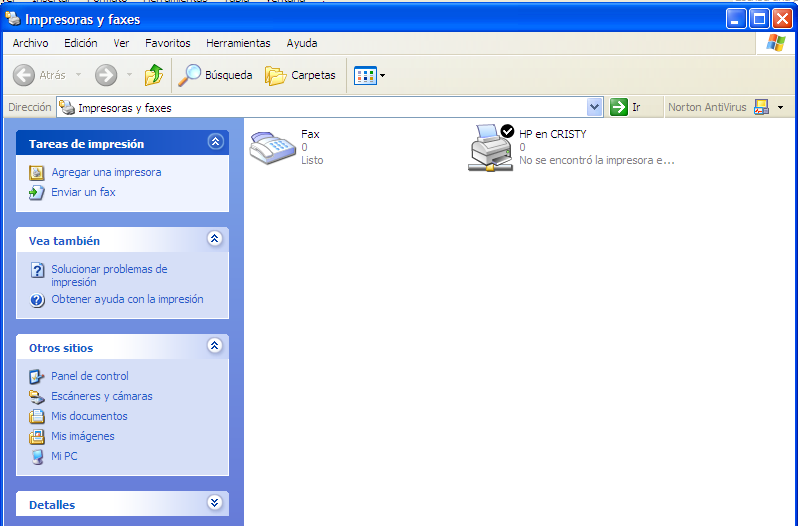 Impresoras y faxes
Archivo Edición Ver Favoritos Herramientas Ayuda
Atrás Búsqueda Carpetas
Dirección Impresoras y faxes Ir Norton AntiVirus
Tareas de impresión
Agregar una impresora
Enviar un fax
Vea también
Solucionar problemas de
impresión
Obtener ayuda con la impresión
Otros sitios
Panel de control
Escáneres y cámaras
Mis documentos
Mis imágenes
Mi PC
Detalles
Fax
0
Listo
HP en CRISTY
0
No se encontró la impresora e...